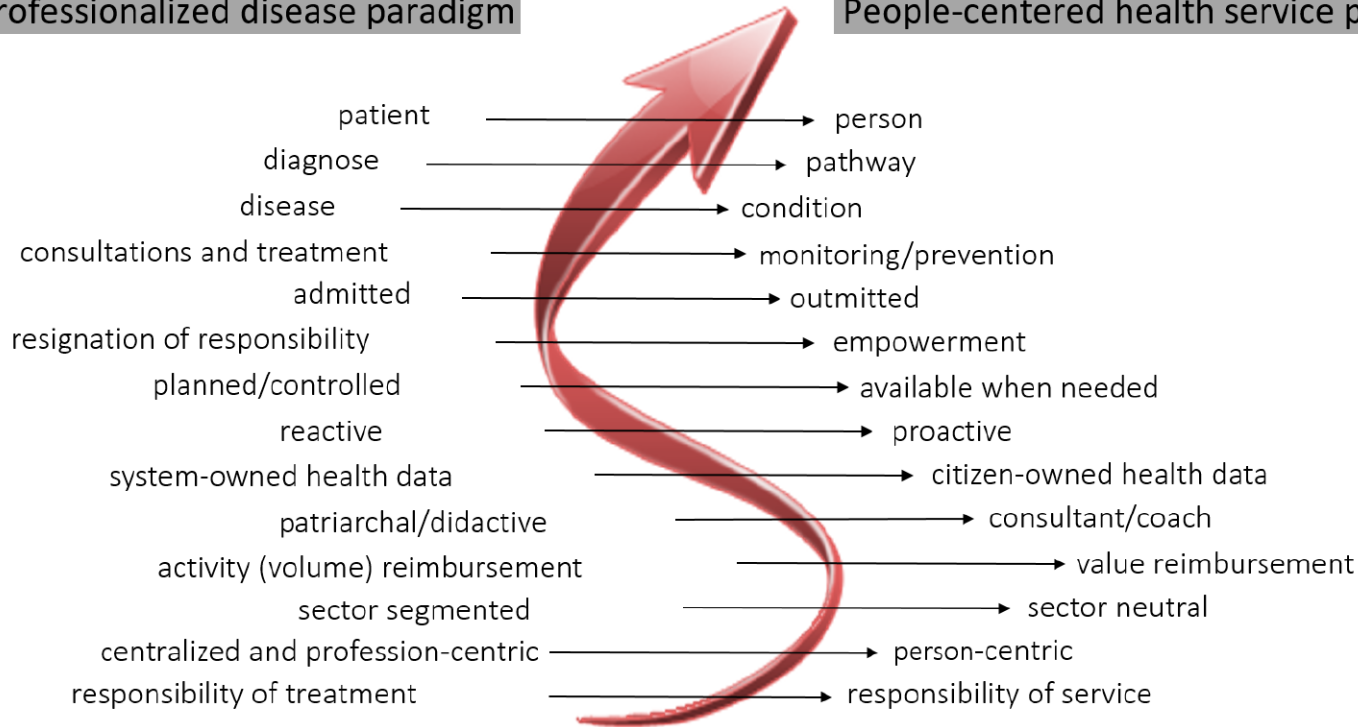 rofessionalized disease paradigm
People-centered health service p
patient person
diagnose pathway
disease condition
consultations and treatment monitoring/prevention
admitted outmitted
resignation of responsibility empowerment
planned/controlled available when needed
reactive proactive
system-owned health data citizen-owned health data
patriarchal/didactive consultant/coach
activity (volume) reimbursement value reimbursement
sector segmented sector neutral
centralized and profession-centric person-centric
responsibility of treatment responsibility of service